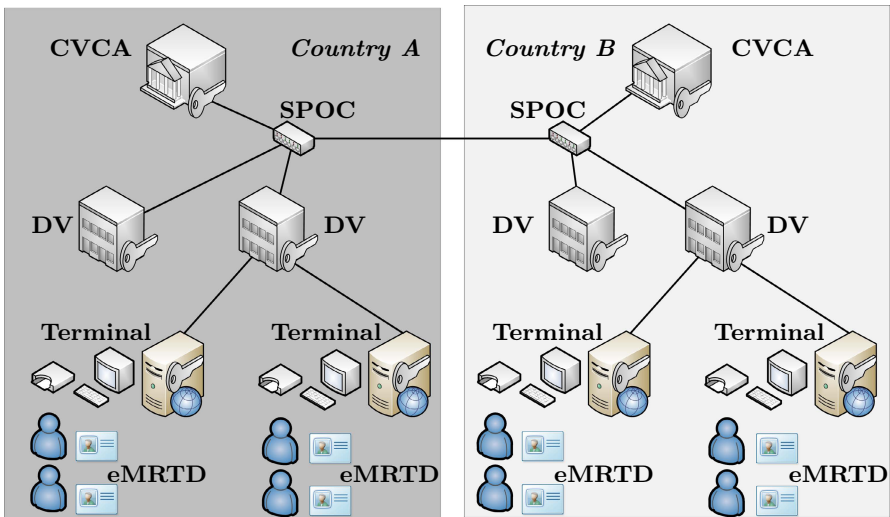 CVCA
Country A
Country B
CVCA
SPOC
SPOC
DV
DV
DV
DV
Terminal
Terminal
Terminal
Terminal
eMRTD
eMRTD
eMRTD
eMRTD